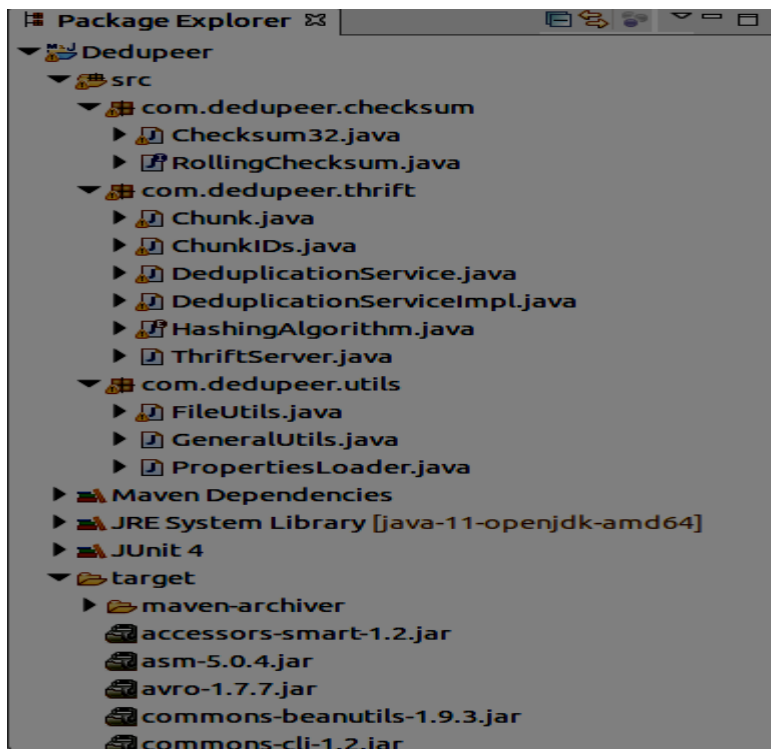 Package Explorer
Dedupeer
src
com.dedupeer.checksum
Checksum32.java
RollingChecksum.java
com.dedupeer.thrift
Chunk.java
ChunkIDs.java
DeduplicationService.java
DeduplicationServiceImpl.java
HashingAlgorithm.java
ThriftServer.java
com.dedupeer.utils
FileUtils.java
GeneralUtils.java
PropertiesLoader.java
Maven Dependencies
JRE System Library [java-11-openjdk-amd64]
JUnit 4
target
maven-archiver
accessors-smart-1.2.jar
asm-5.0.4.jar
avro-1.7.7.jar
commons-beanutils-1.9.3.jar
commons-cli-1.2.jar